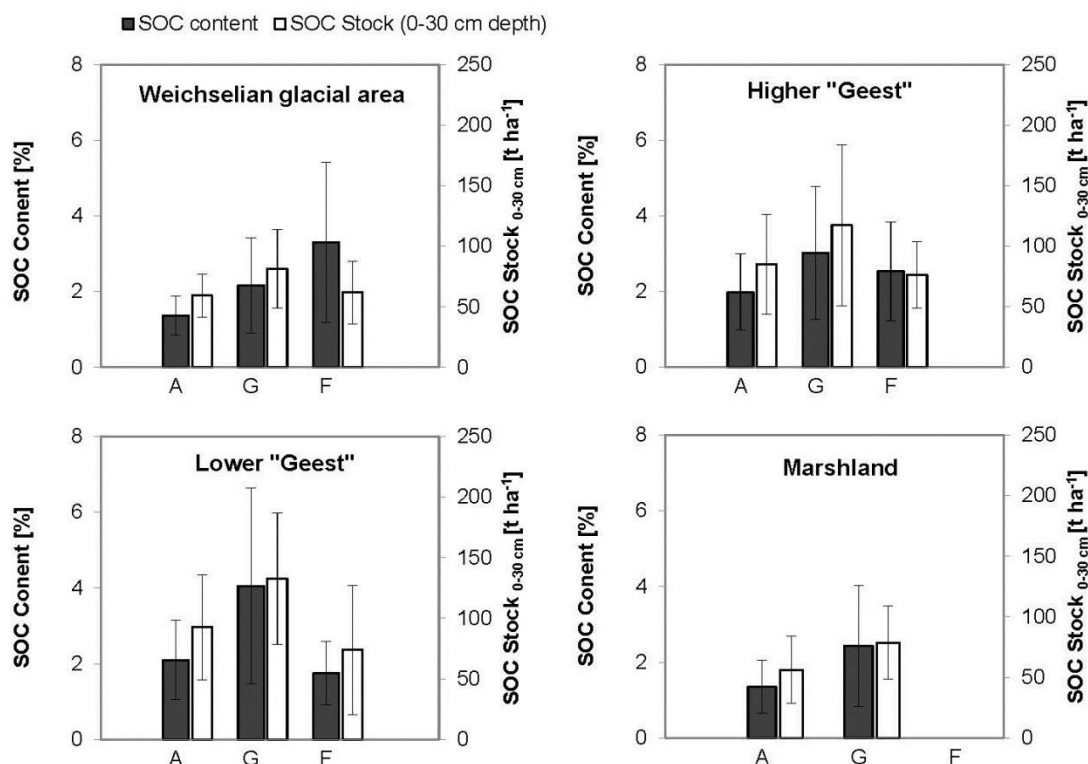 SOC content SOC Stock (0-30 cm depth)
Weichselian glacial area
SOC Conent [%]
8
6
4
2
0
A G F
250
200
150
100
50
0
SOC Stock 0-30 cm [t ha-1]
Higher "Geest"
SOC Conent [%]
8
6
4
2
0
A G F
250
200
150
100
50
0
SOC Stock 0-30 cm [t ha-1]
Lower "Geest"
SOC Conent [%]
8
6
4
2
0
A G F
250
200
150
100
50
0
SOC Stock 0-30 cm [t ha-1]
Marshland
SOC Conent [%]
8
6
4
2
0
A G F
250
200
150
100
50
0
SOC Stock 0-30 cm [t ha-1]